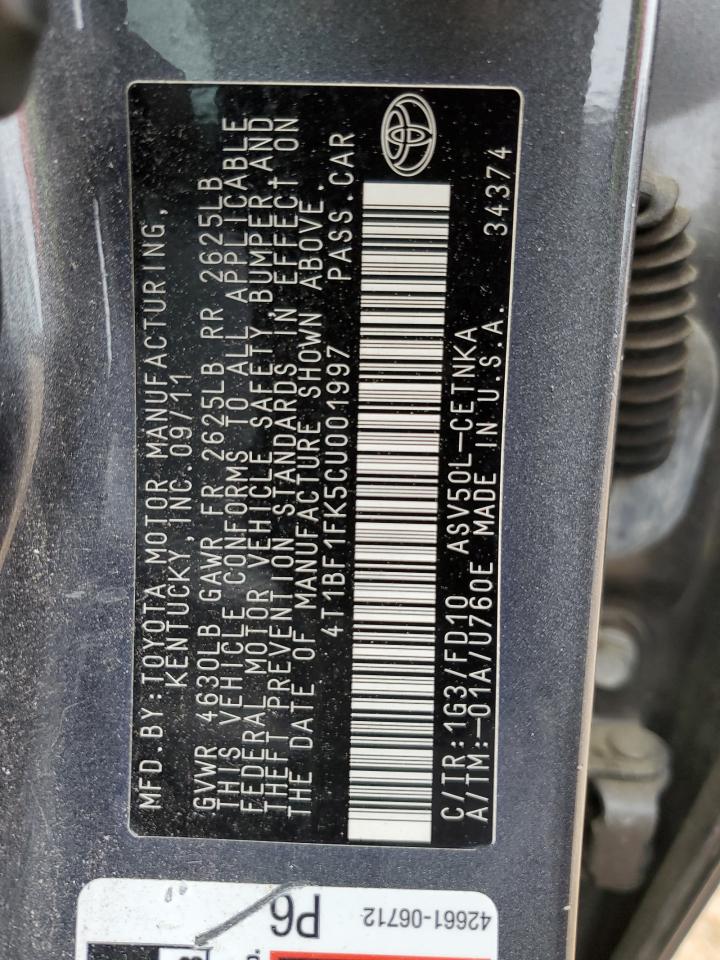 MFD.BY:TOYOTA MOTOR MANUFACTURING,
KENTUCKY,INC.09/11
GVWR 4630LB GAWR FR 2625LB RR 2625LB
THIS VEHICLE CONFORMS TO ALL APPLICABLE
FEDERAL MOTOR VEHICLE SAFETY,BUMPER,AND
THEFT PREVENTION STANDARDS IN EFFECT ON
THE DATE OF MANUFACTURE SHOWN ABOVE.
4T1BF1FK5CU001997 PASS.CAR
C/TR:1G3/FD10 ASV50L-CETNKA
A/TM:-01A/U760E MADE IN U.S.A. 34374
42661-06712
P6